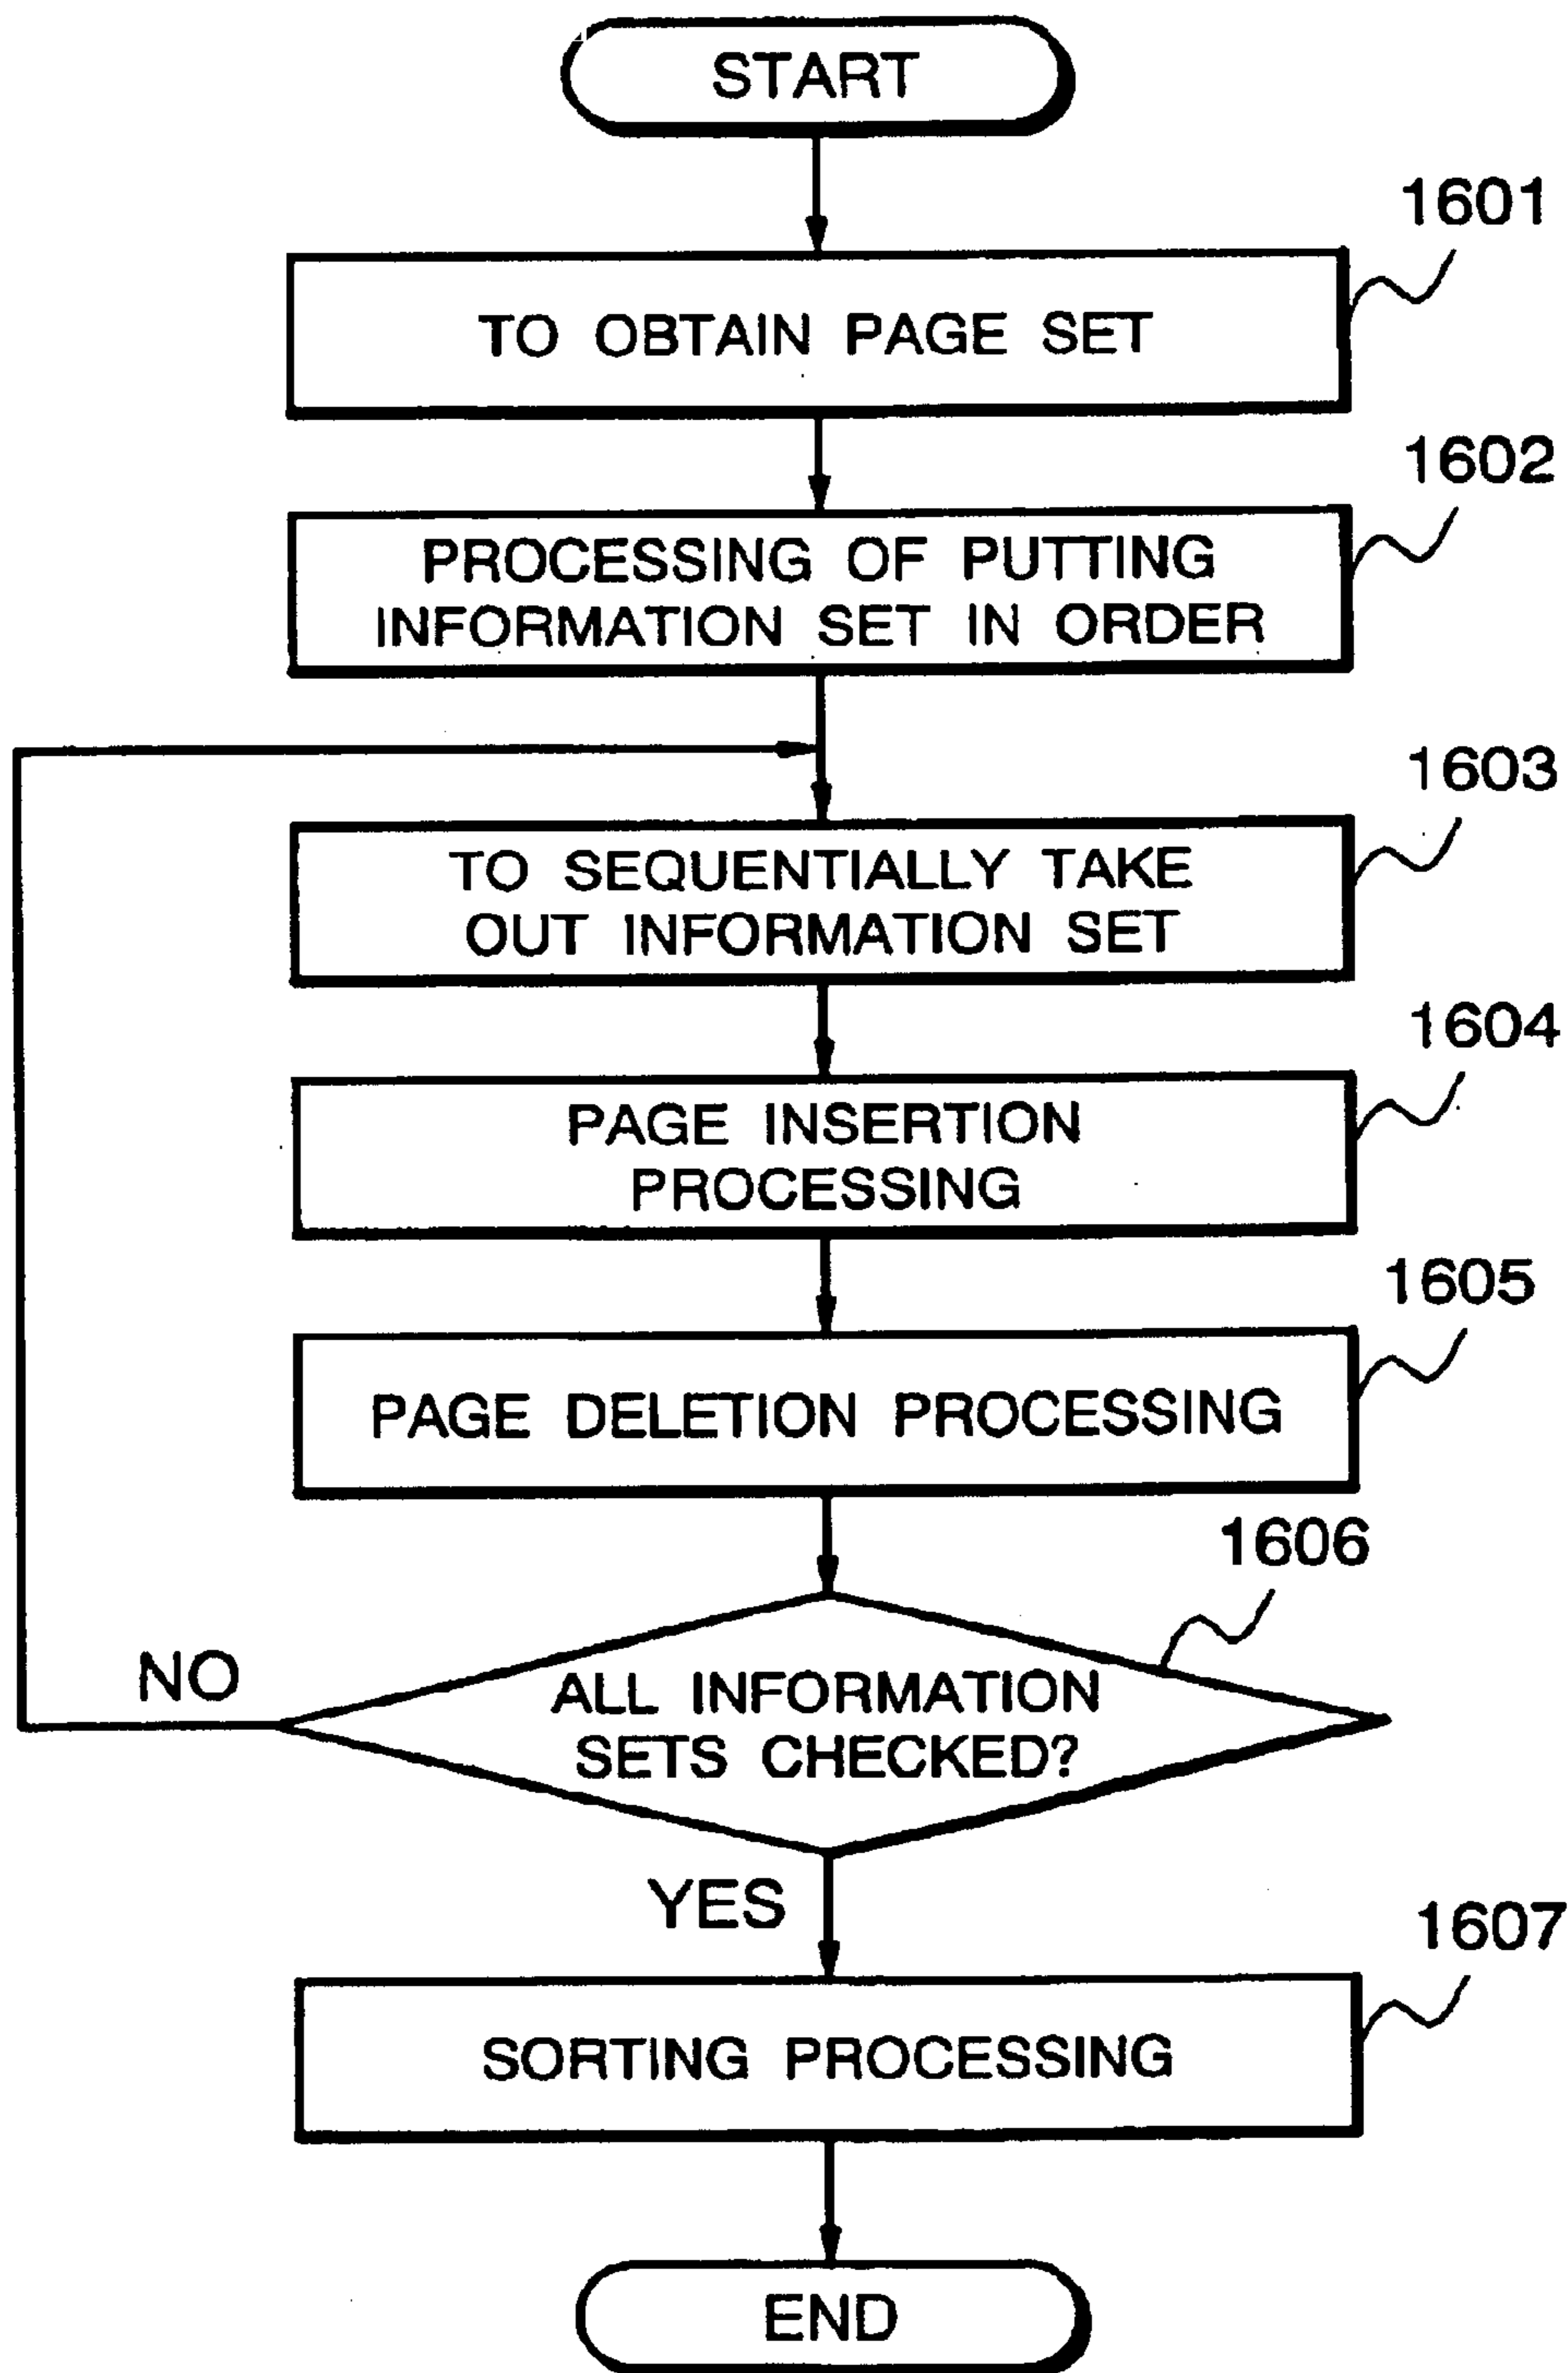 START
1601
TO OBTAIN PAGE SET
1602
PROCESSING OF PUTTING
INFORMATION SET IN ORDER
1603
TO SEQUENTIALLY TAKE
OUT INFORMATION SET
1604
PAGE INSERTION
PROCESSING
1605
PAGE DELETION PROCESSING
1606
NO
ALL INFORMATION
SETS CHECKED?
YES
1607
SORTING PROCESSING
END